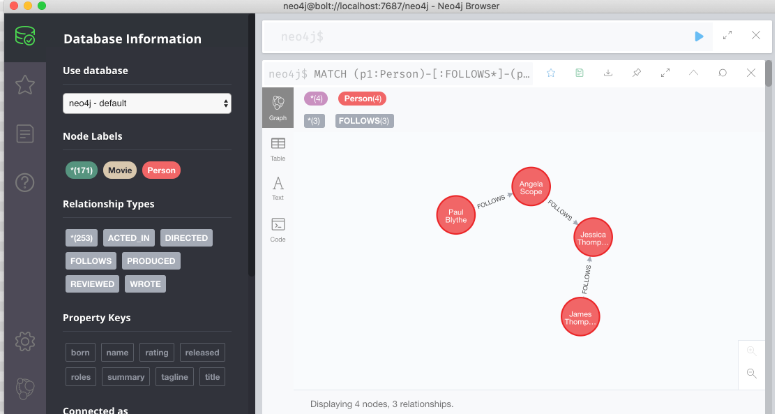 neo4j@bolt://localhost:7687/neo4j - Neo4j Browser
Database Information
Use database
neo4j - default
Node Labels
*(171) Movie Person
Relationship Types
*(253) ACTED_IN DIRECTED
FOLLOWS PRODUCED
REVIEWED WROTE
Property Keys
born name rating released
roles summary tagline title
Connected as
neo4j$
neo4j$ MATCH (p1:Person)-[:FOLLOWS*]-(p…
*(4) Person(4)
*(3) FOLLOWS(3)
Graph
Table
Text
Code
Angela
Scope
FOLLOWS
Paul
Blythe
FOLLOWS
Jessica
Thomp…
FOLLOWS
James
Thomp…
Displaying 4 nodes, 3 relationships.